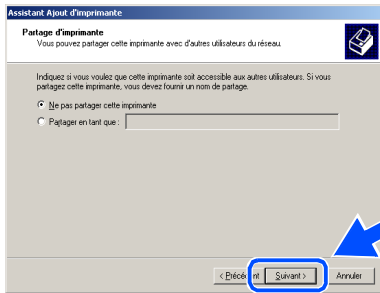 Assistant Ajout d'imprimante
Partage d'imprimante
Vous pouvez partager cette imprimante avec d'autres utilisateurs du réseau.
Indiquez si vous voulez que cette imprimante soit accessible aux autres utilisateurs. Si vous
partagez cette imprimante, vous devez fournir un nom de partage.
Ne pas partager cette imprimante
Partager en tant que :
< Précédent Suivant > Annuler